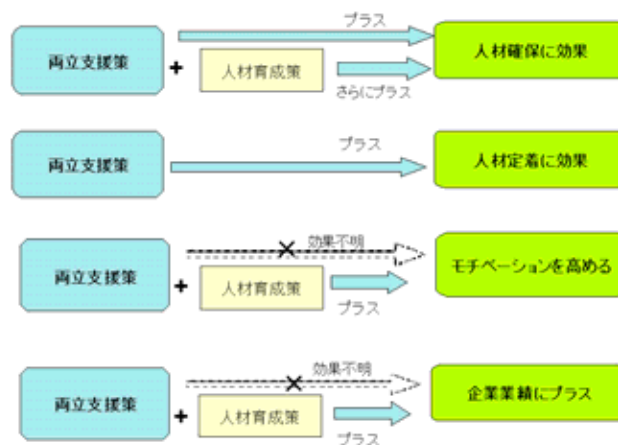 プラス
両立支援策
+
人材育成策
さらにプラス
人材確保に効果
両立支援策
プラス
人材定着に効果
効果不明
両立支援策
+
人材育成策
プラス
モチベーションを高める
効果不明
両立支援策
+
人材育成策
プラス
企業業績にプラス